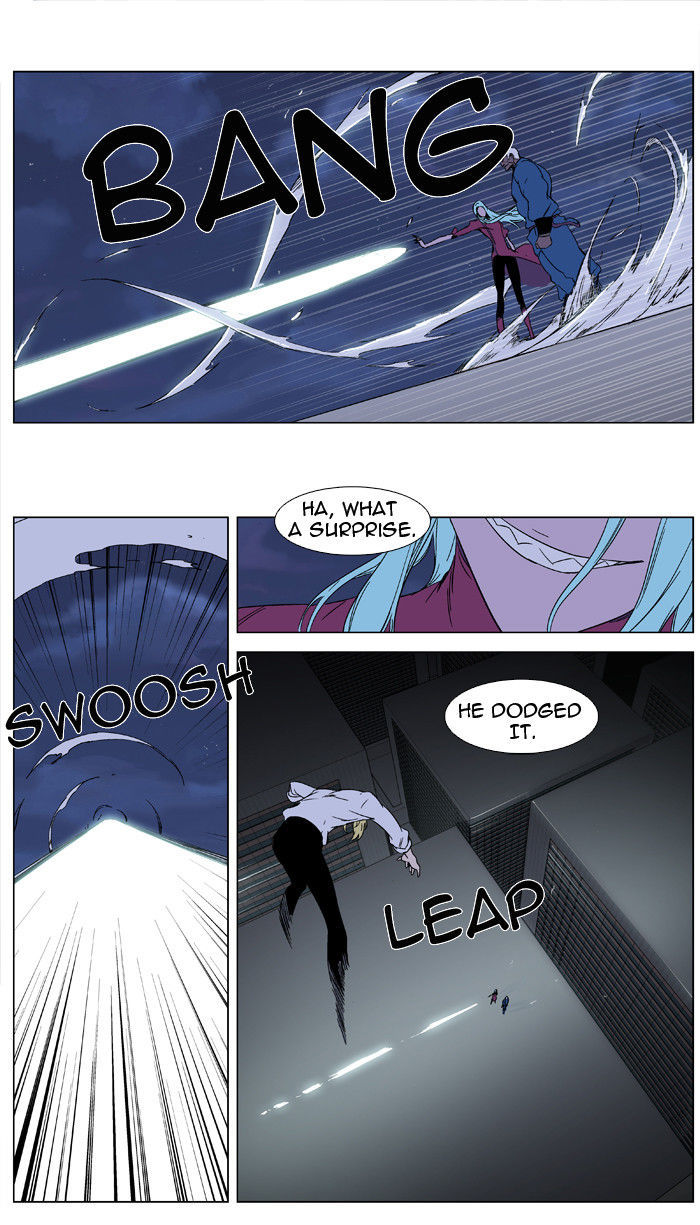 BANG
HA, WHAT
A SURPRISE.
SWOOSH
HE DODGED
IT.
LEAP